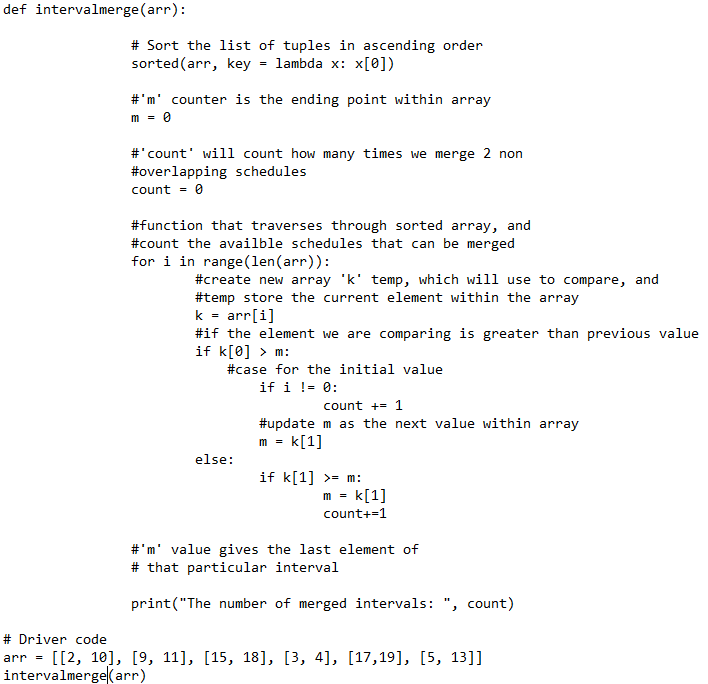 def intervalmerge(arr):
# Sort the list of tuples in ascending order
sorted(arr, key = lambda x: x[0])
#'m' counter is the ending point within array
m = 0
#'count' will count how many times we merge 2 non
#overlapping schedules
count = 0
#function that traverses through sorted array, and
#count the availble schedules that can be merged
for i in range(len(arr)):
#create new array 'k' temp, which will use to compare, and
#temp store the current element within the array
k = arr[i]
#if the element we are comparing is greater than previous value
if k[0] > m:
#case for the initial value
if i != 0:
count += 1
#update m as the next value within array
m = k[1]
else:
if k[1] >= m:
m = k[1]
count+=1
#'m' value gives the last element of
# that particular interval
print("The number of merged intervals: ", count)
# Driver code
arr = [[2, 10], [9, 11], [15, 18], [3, 4], [17,19], [5, 13]]
intervalmerge(arr)